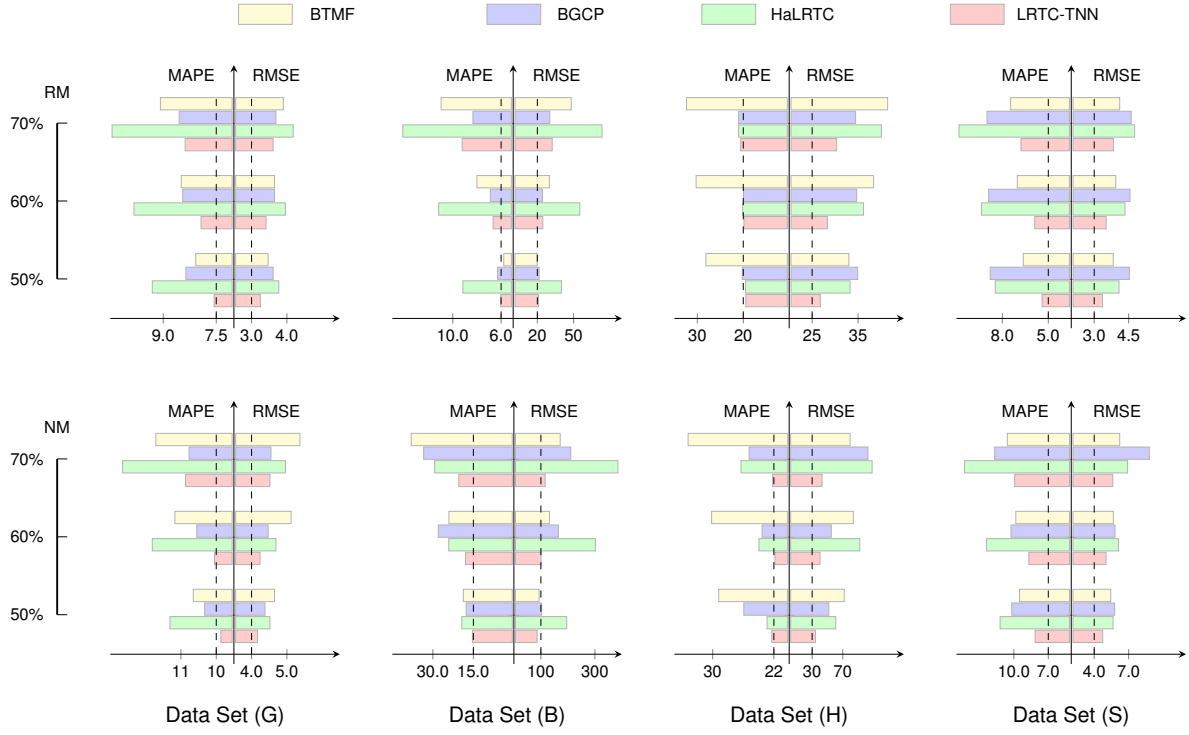 BTMF BGCP HaLRTC LRTC-TNN
MAPE RMSE MAPE RMSE MAPE RMSE MAPE RMSE
RM
70%
60%
50%
9.0 7.5 3.0 4.0 10.0 6.0 20 50 30 20 25 35 8.0 5.0 3.0 4.5
MAPE RMSE MAPE RMSE MAPE RMSE MAPE RMSE
NM
70%
60%
50%
11 10 4.0 5.0 30.0 15.0 100 300 30 22 30 70 10.0 7.0 4.0 7.0
Data Set (G) Data Set (B) Data Set (H) Data Set (S)